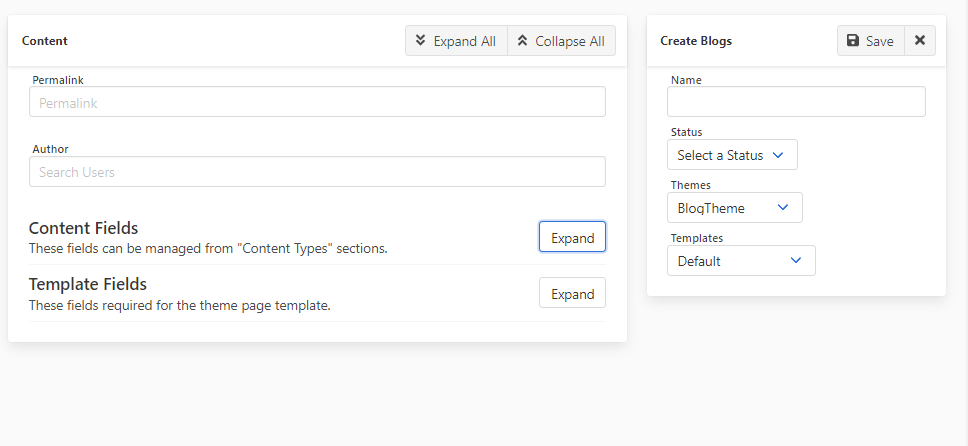 Content
Expand All
Collapse All
Permalink
Permalink
Author
Search Users
Content Fields
These fields can be managed from "Content Types" sections.
Expand
Template Fields
These fields required for the theme page template.
Expand
Create Blogs
Save
Name
Status
Select a Status
Themes
BlogTheme
Templates
Default